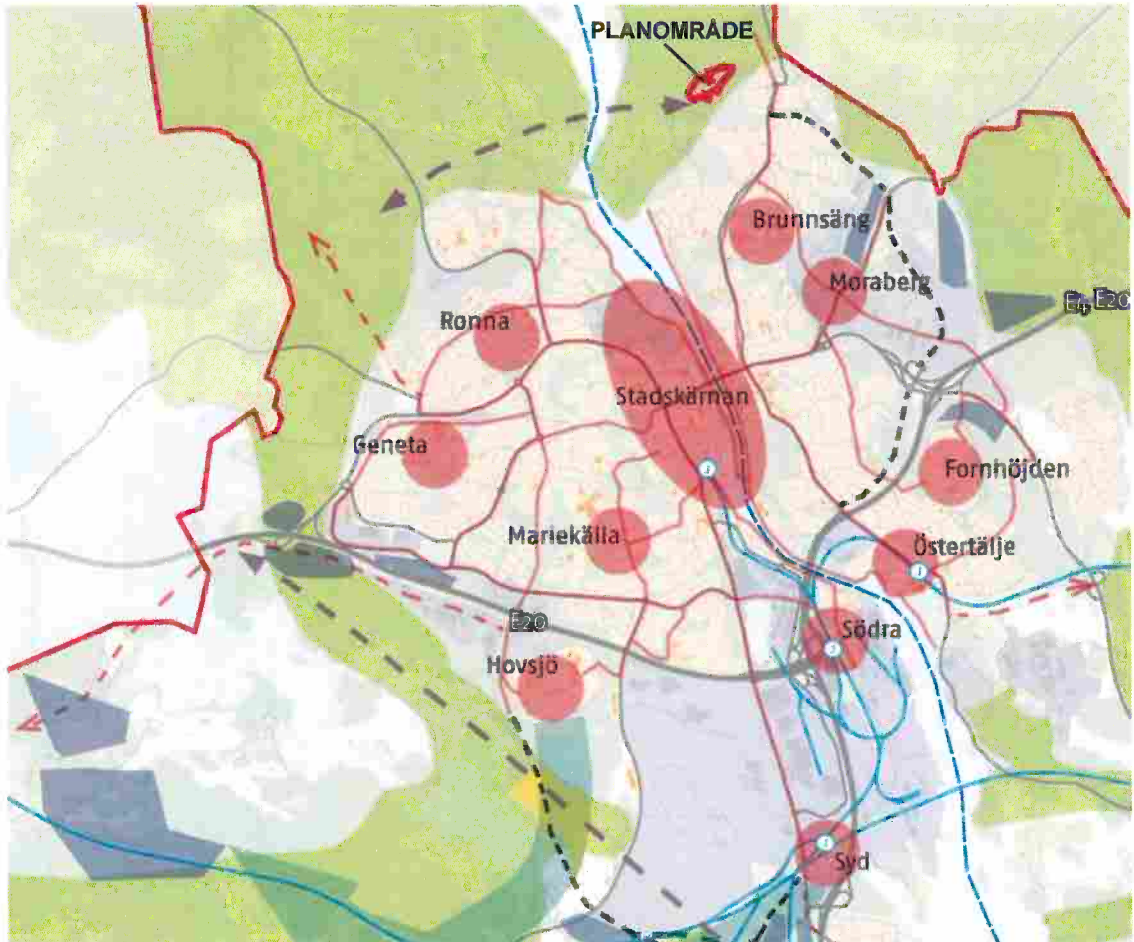 PLANOMRÅDE
Brunnsäng
Moraberg
E4 E20
Ronna
Stadskärnan
Geneta
Fornhöjden
Mariekälla
Östertälje
E20
Södra
Hovsjö
Syd